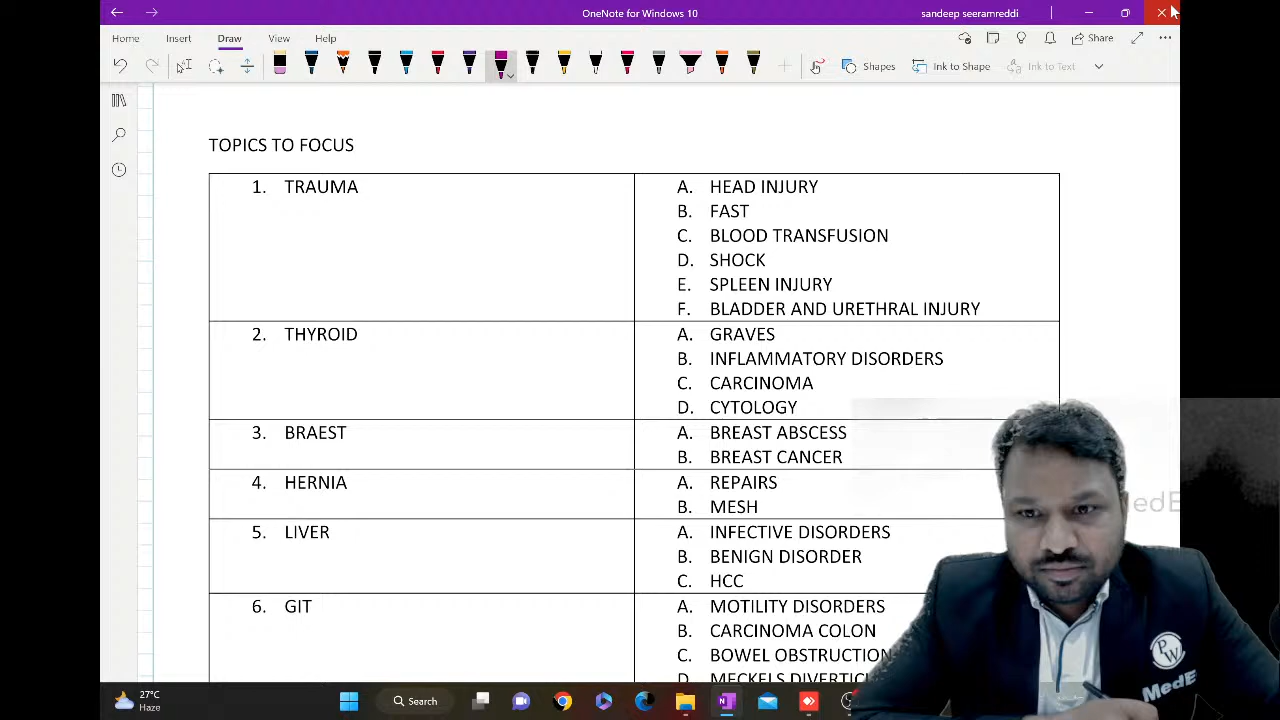 OneNote for Windows 10
sandeep seeramreddi
Home Insert Draw View Help
Share
Shapes
Ink to Shape
Ink to Text
TOPICS TO FOCUS
1. TRAUMA
A. HEAD INJURY
B. FAST
C. BLOOD TRANSFUSION
D. SHOCK
E. SPLEEN INJURY
F. BLADDER AND URETHRAL INJURY
2. THYROID
A. GRAVES
B. INFLAMMATORY DISORDERS
C. CARCINOMA
D. CYTOLOGY
3. BRAEST
A. BREAST ABSCESS
B. BREAST CANCER
4. HERNIA
A. REPAIRS
B. MESH
5. LIVER
A. INFECTIVE DISORDERS
B. BENIGN DISORDER
C. HCC
6. GIT
A. MOTILITY DISORDERS
B. CARCINOMA COLON
C. BOWEL OBSTRUCTION
D. MECKELS
PW
MedE
27°C
Haze
Search